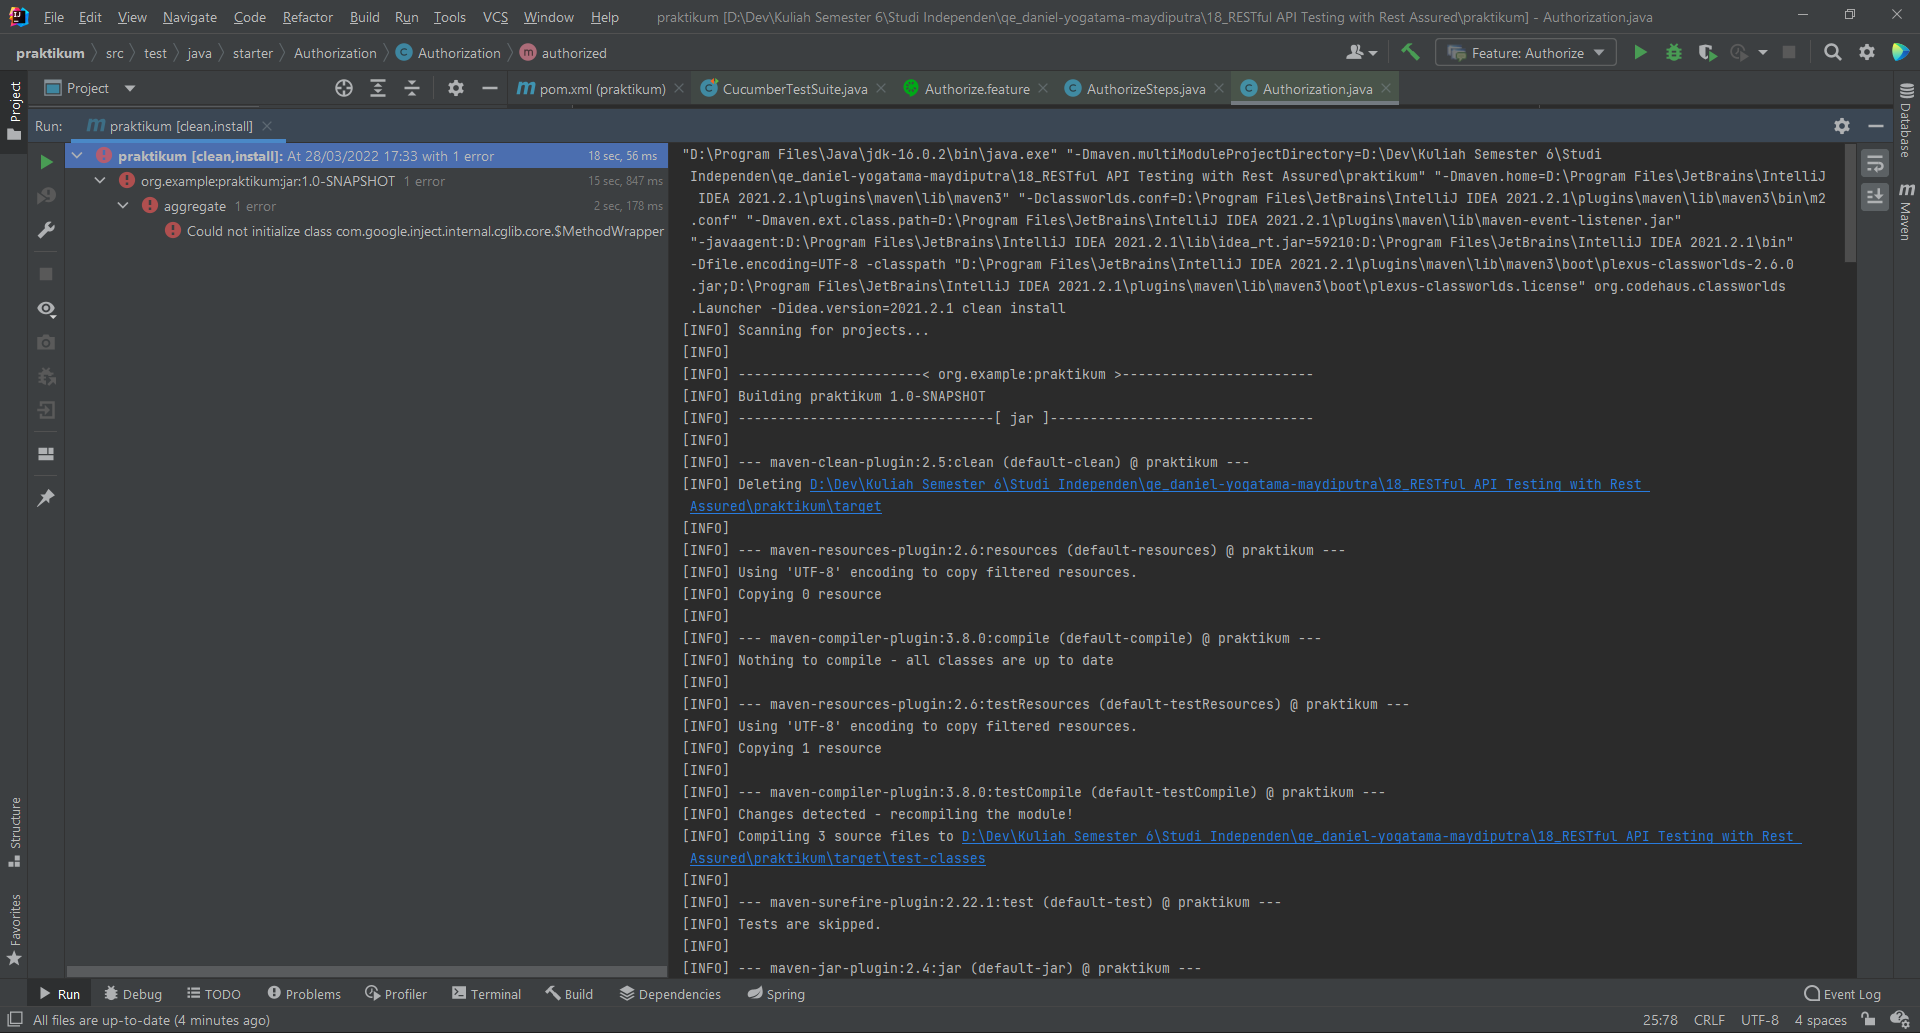 File Edit View Navigate Code Refactor Build Run Tools VCS Window Help praktikum [D:\Dev\Kuliah Semester 6\Studi Independen\qe_daniel-yogatama-maydiputra\18_RESTful API Testing with Rest Assured\praktikum] - Authorization.java
praktikum src test java starter Authorization Authorization authorized Feature: Authorize
Project pom.xml (praktikum) CucumberTestSuite.java Authorize.feature AuthorizeSteps.java Authorization.java
Run: praktikum [clean,install]
praktikum [clean,install]: At 28/03/2022 17:33 with 1 error 18 sec, 56 ms
org.example:praktikum:jar:1.0-SNAPSHOT 1 error 15 sec, 847 ms
aggregate 1 error 2 sec, 178 ms
Could not initialize class com.google.inject.internal.cglib.core.$MethodWrapper
"D:\Program Files\Java\jdk-16.0.2\bin\java.exe" "-Dmaven.multiModuleProjectDirectory=D:\Dev\Kuliah Semester 6\Studi
Independen\qe_daniel-yogatama-maydiputra\18_RESTful API Testing with Rest Assured\praktikum" "-Dmaven.home=D:\Program Files\JetBrains\IntelliJ
IDEA 2021.2.1\plugins\maven\lib\maven3" "-Dclassworlds.conf=D:\Program Files\JetBrains\IntelliJ IDEA 2021.2.1\plugins\maven\lib\maven3\bin\m2
.conf" "-Dmaven.ext.class.path=D:\Program Files\JetBrains\IntelliJ IDEA 2021.2.1\plugins\maven\lib\maven-event-listener.jar"
"-javaagent:D:\Program Files\JetBrains\IntelliJ IDEA 2021.2.1\lib\idea_rt.jar=59210:D:\Program Files\JetBrains\IntelliJ IDEA 2021.2.1\bin"
-Dfile.encoding=UTF-8 -classpath "D:\Program Files\JetBrains\IntelliJ IDEA 2021.2.1\plugins\maven\lib\maven3\boot\plexus-classworlds-2.6.0
.jar;D:\Program Files\JetBrains\IntelliJ IDEA 2021.2.1\plugins\maven\lib\maven3\boot\plexus-classworlds.license" org.codehaus.classworlds
.Launcher -Didea.version=2021.2.1 clean install
[INFO] Scanning for projects...
[INFO]
[INFO] -----------------------< org.example:praktikum >------------------------
[INFO] Building praktikum 1.0-SNAPSHOT
[INFO] --------------------------------[ jar ]---------------------------------
[INFO]
[INFO] --- maven-clean-plugin:2.5:clean (default-clean) @ praktikum ---
[INFO] Deleting D:\Dev\Kuliah Semester 6\Studi Independen\qe_daniel-yogatama-maydiputra\18_RESTful API Testing with Rest
Assured\praktikum\target
[INFO]
[INFO] --- maven-resources-plugin:2.6:resources (default-resources) @ praktikum ---
[INFO] Using 'UTF-8' encoding to copy filtered resources.
[INFO] Copying 0 resource
[INFO]
[INFO] --- maven-compiler-plugin:3.8.0:compile (default-compile) @ praktikum ---
[INFO] Nothing to compile - all classes are up to date
[INFO]
[INFO] --- maven-resources-plugin:2.6:testResources (default-testResources) @ praktikum ---
[INFO] Using 'UTF-8' encoding to copy filtered resources.
[INFO] Copying 1 resource
[INFO]
[INFO] --- maven-compiler-plugin:3.8.0:testCompile (default-testCompile) @ praktikum ---
[INFO] Changes detected - recompiling the module!
[INFO] Compiling 3 source files to D:\Dev\Kuliah Semester 6\Studi Independen\qe_daniel-yogatama-maydiputra\18_RESTful API Testing with Rest
Assured\praktikum\target\test-classes
[INFO]
[INFO] --- maven-surefire-plugin:2.22.1:test (default-test) @ praktikum ---
[INFO] Tests are skipped.
[INFO]
[INFO] --- maven-jar-plugin:2.4:jar (default-jar) @ praktikum ---
Project
Structure
Favorites
Database
Maven
Run Debug TODO Problems Profiler Terminal Build Dependencies Spring Event Log
All files are up-to-date (4 minutes ago) 25:78 CRLF UTF-8 4 spaces